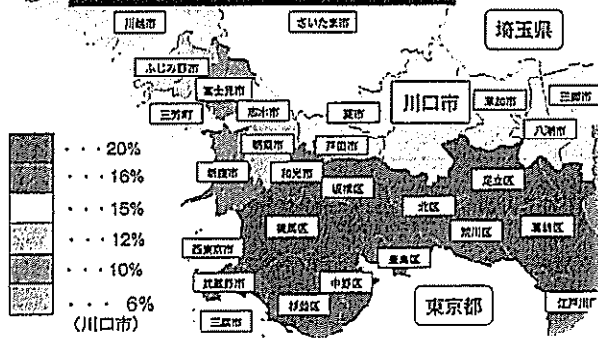 川越市
さいたま市
埼玉県
ふじみ野市
富士見市
三芳町
志木市
蕨市
川口市
草加市
三郷市
八潮市
朝霞市
戸田市
新座市
和光市
板橋区
足立区
北区
練馬区
荒川区
葛飾区
西東京市
豊島区
武蔵野市
中野区
杉並区
三鷹市
東京都
江戸川区
・・・20%
・・・16%
・・・15%
・・・12%
・・・10%
・・・ 6%
(川口市)